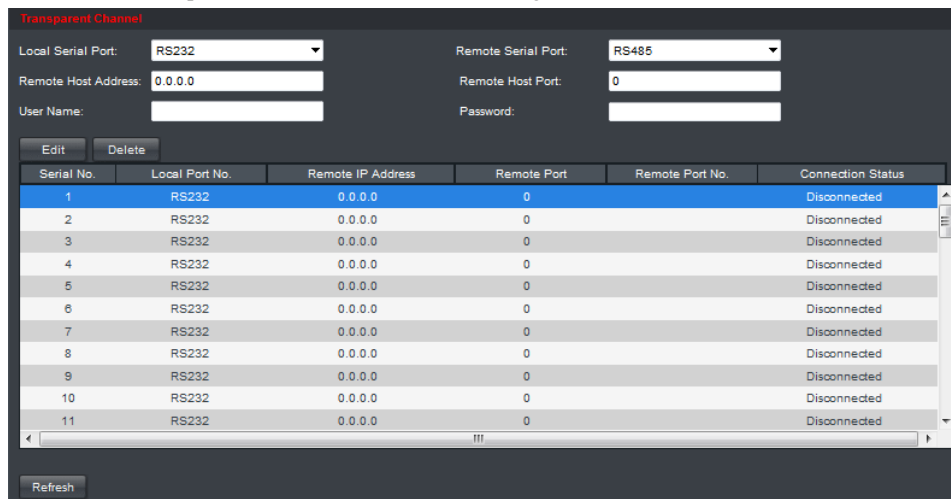 Transparent Channel
Local Serial Port: RS232 Remote Serial Port: RS485
Remote Host Address: 0.0.0.0 Remote Host Port: 0
User Name: Password:
Edit Delete
Serial No. Local Port No. Remote IP Address Remote Port Remote Port No. Connection Status
1 RS232 0.0.0.0 0 Disconnected
2 RS232 0.0.0.0 0 Disconnected
3 RS232 0.0.0.0 0 Disconnected
4 RS232 0.0.0.0 0 Disconnected
5 RS232 0.0.0.0 0 Disconnected
6 RS232 0.0.0.0 0 Disconnected
7 RS232 0.0.0.0 0 Disconnected
8 RS232 0.0.0.0 0 Disconnected
9 RS232 0.0.0.0 0 Disconnected
10 RS232 0.0.0.0 0 Disconnected
11 RS232 0.0.0.0 0 Disconnected
Refresh